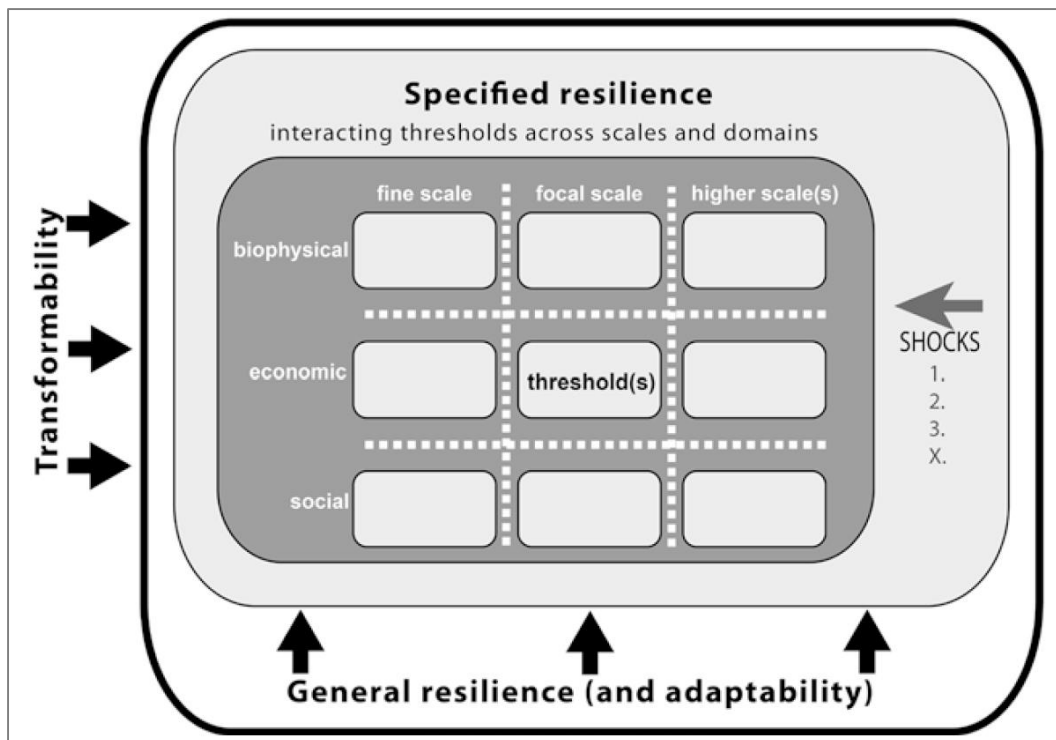 Specified resilience
interacting thresholds across scales and domains
fine scale
focal scale
higher scale(s)
biophysical
economic
threshold(s)
social
SHOCKS
1.
2.
3.
X.
Transformability
General resilience (and adaptability)